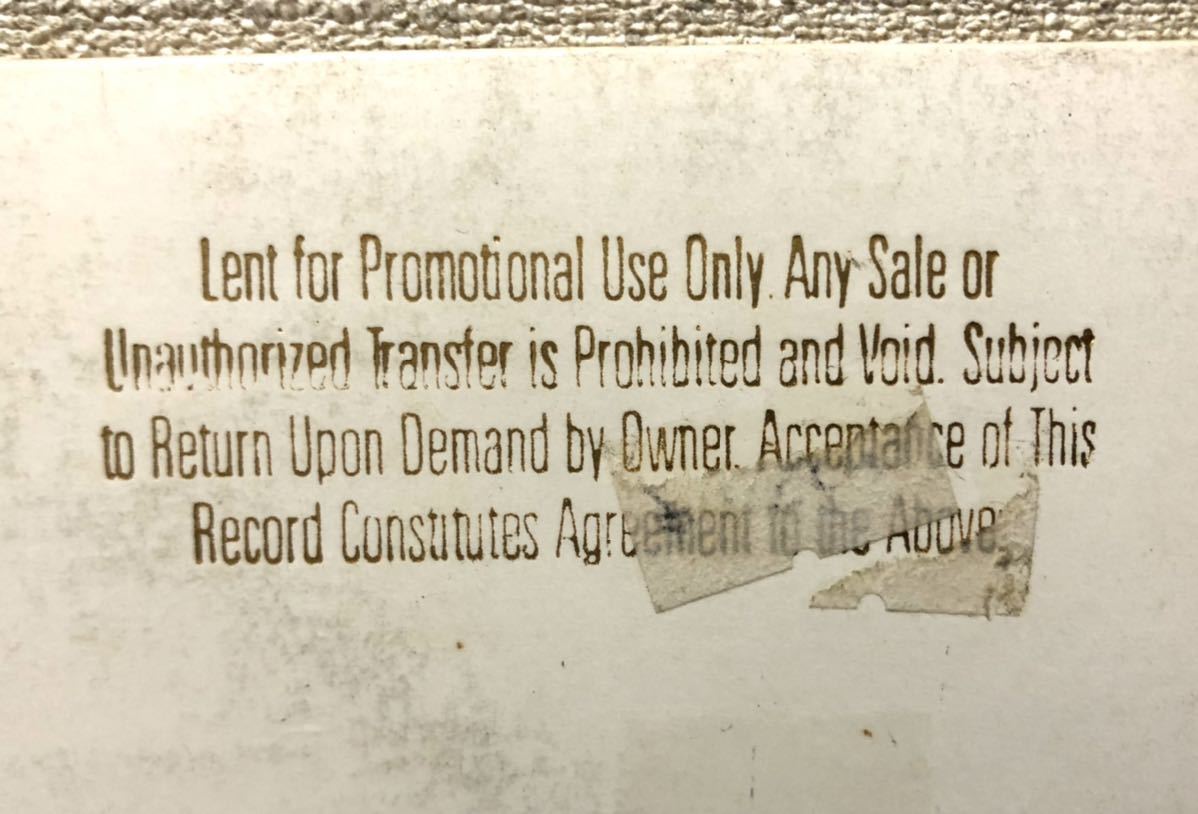 Lent for Promotional Use Only. Any Sale or
Unauthorized Transfer is Prohibited and Void. Subject
to Return Upon Demand by Owner. Acceptance of This
Record Constitutes Agreement to the Above.